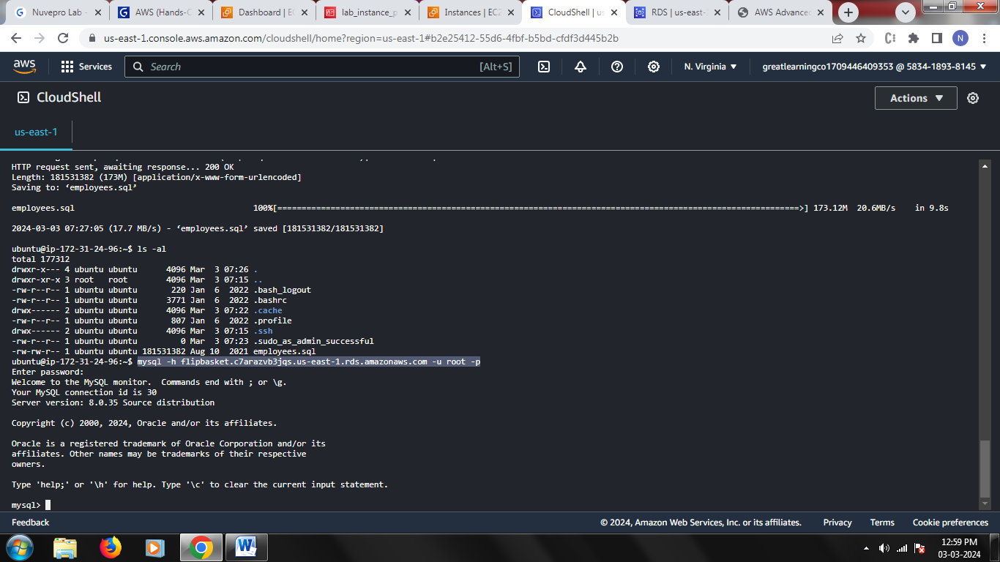 Nuvepro Lab -
AWS (Hands-O
Dashboard | EC
lab_instance_p
Instances | EC2
CloudShell | us
RDS | us-east-
AWS Advance
us-east-1.console.aws.amazon.com/cloudshell/home?region=us-east-1#b2e25412-55d6-4fbf-b5bd-cfdf3d445b2b
N
aws
Services
Search
[Alt+S]
N. Virginia
greatlearningco1709446409353 @ 5834-1893-8145
CloudShell
Actions
us-east-1
HTTP request sent, awaiting response... 200 OK
Length: 181531382 (173M) [application/x-www-form-urlencoded]
Saving to: ‘employees.sql’
employees.sql 100%[=============================================================================================================>] 173.12M 20.6MB/s in 9.8s
2024-03-03 07:27:05 (17.7 MB/s) - ‘employees.sql’ saved [181531382/181531382]
ubuntu@ip-172-31-24-96:~$ ls -al
total 177312
drwxr-x--- 4 ubuntu ubuntu 4096 Mar 3 07:26 .
drwxr-xr-x 3 root root 4096 Mar 3 07:15 ..
-rw-r--r-- 1 ubuntu ubuntu 220 Jan 6 2022 .bash_logout
-rw-r--r-- 1 ubuntu ubuntu 3771 Jan 6 2022 .bashrc
drwx------ 2 ubuntu ubuntu 4096 Mar 3 07:22 .cache
-rw-r--r-- 1 ubuntu ubuntu 807 Jan 6 2022 .profile
drwx------ 2 ubuntu ubuntu 4096 Mar 3 07:15 .ssh
-rw-r--r-- 1 ubuntu ubuntu 0 Mar 3 07:23 .sudo_as_admin_successful
-rw-rw-r-- 1 ubuntu ubuntu 181531382 Aug 10 2021 employees.sql
ubuntu@ip-172-31-24-96:~$ mysql -h flipbasket.c7arazvb3jqs.us-east-1.rds.amazonaws.com -u root -p
Enter password:
Welcome to the MySQL monitor. Commands end with ; or \g.
Your MySQL connection id is 30
Server version: 8.0.35 Source distribution
Copyright (c) 2000, 2024, Oracle and/or its affiliates.
Oracle is a registered trademark of Oracle Corporation and/or its
affiliates. Other names may be trademarks of their respective
owners.
Type 'help;' or '\h' for help. Type '\c' to clear the current input statement.
mysql>
Feedback
© 2024, Amazon Web Services, Inc. or its affiliates.
Privacy
Terms
Cookie preferences
12:59 PM
03-03-2024